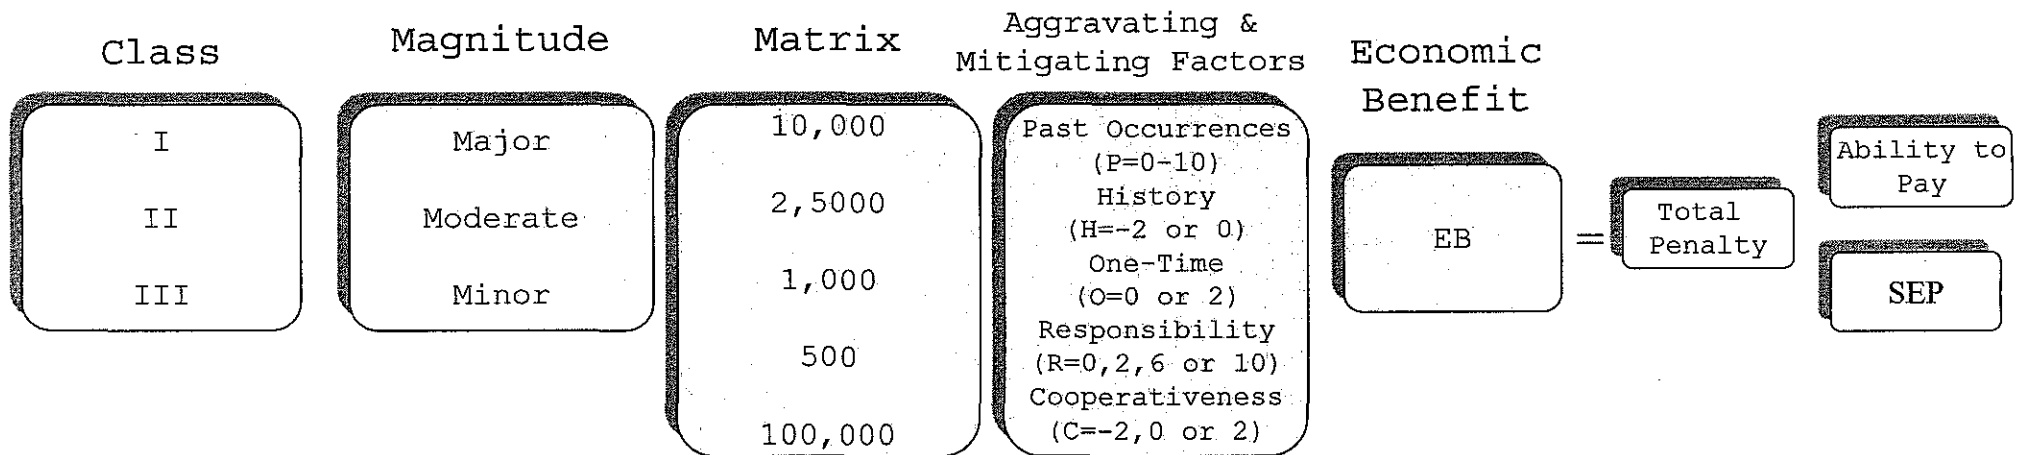 Class
I
II
III
Magnitude
Major
Moderate
Minor
Matrix
10,000
2,5000
1,000
500
100,000
Aggravating &
Mitigating Factors
Past Occurrences
(P=0-10)
History
(H=-2 or 0)
One-Time
(O=0 or 2)
Responsibility
(R=0,2,6 or 10)
Cooperativeness
(C=-2,0 or 2)
Economic
Benefit
EB
=
Total
Penalty
Ability to
Pay
SEP